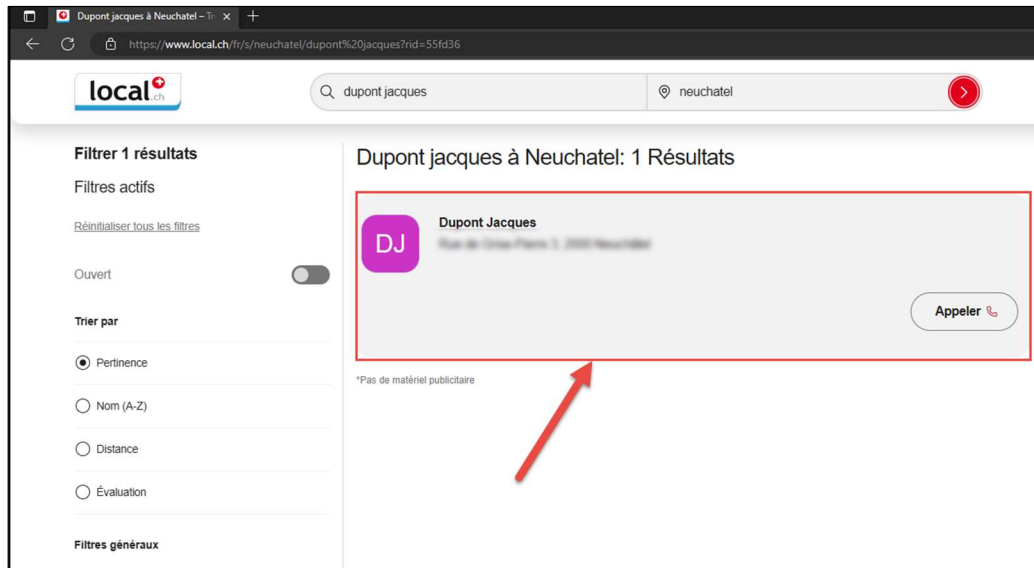 Dupont jacques à Neuchatel – Tr
https://www.local.ch/fr/s/neuchatel/dupont%20jacques?rid=55fd36
local.ch
dupont jacques
neuchatel
Filtrer 1 résultats
Filtres actifs
Réinitialiser tous les filtres
Ouvert
Trier par
Pertinence
Nom (A-Z)
Distance
Évaluation
Filtres généraux
Dupont jacques à Neuchatel: 1 Résultats
DJ
Dupont Jacques
Appeler
*Pas de matériel publicitaire